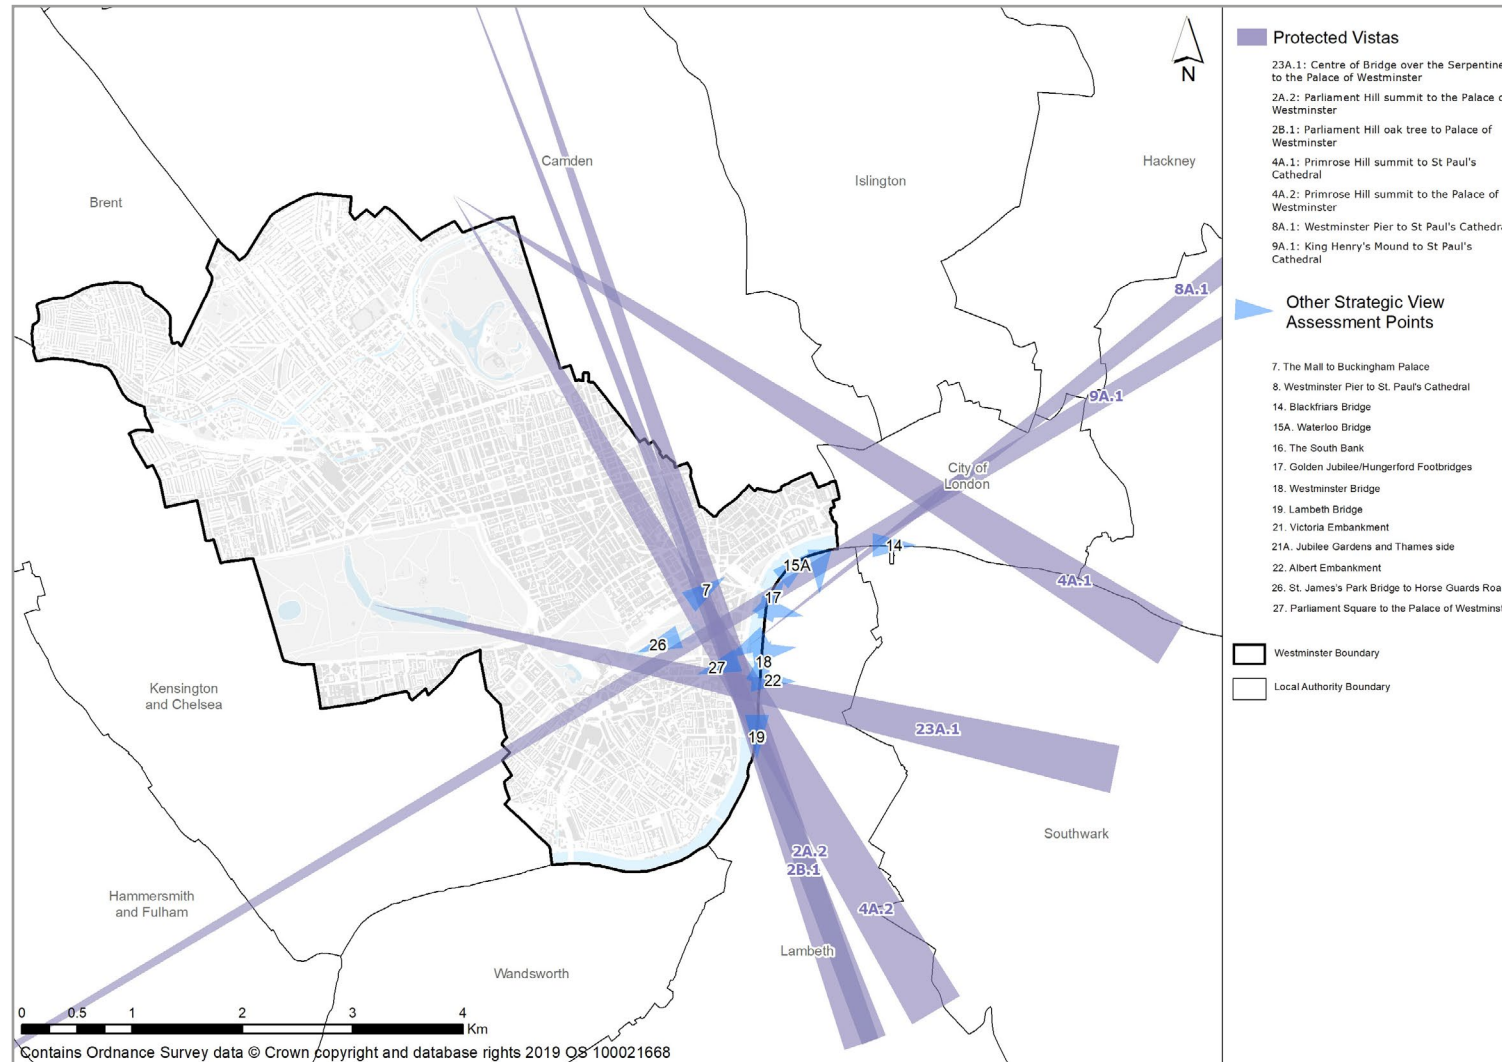 Camden
Brent
Islington
Hackney
N
8A.1
9A.1
City of
London
14
15A
4A.1
7
17
26
18
27
22
Kensington
and Chelsea
23A.1
19
Southwark
2A.2
2B.1
4A.2
Hammersmith
and Fulham
Lambeth
Wandsworth
0 0.5 1 2 3 4
Km
Contains Ordnance Survey data © Crown copyright and database rights 2019 OS 100021668
Protected Vistas
23A.1: Centre of Bridge over the Serpentine
to the Palace of Westminster
2A.2: Parliament Hill summit to the Palace o
Westminster
2B.1: Parliament Hill oak tree to Palace of
Westminster
4A.1: Primrose Hill summit to St Paul's
Cathedral
4A.2: Primrose Hill summit to the Palace of
Westminster
8A.1: Westminster Pier to St Paul's Cathedra
9A.1: King Henry's Mound to St Paul's
Cathedral
Other Strategic View
Assessment Points
7. The Mall to Buckingham Palace
8. Westminster Pier to St. Paul's Cathedral
14. Blackfriars Bridge
15A. Waterloo Bridge
16. The South Bank
17. Golden Jubilee/Hungerford Footbridges
18. Westminster Bridge
19. Lambeth Bridge
21. Victoria Embankment
21A. Jubilee Gardens and Thames side
22. Albert Embankment
26. St. James's Park Bridge to Horse Guards Roa
27. Parliament Square to the Palace of Westminst
Westminster Boundary
Local Authority Boundary